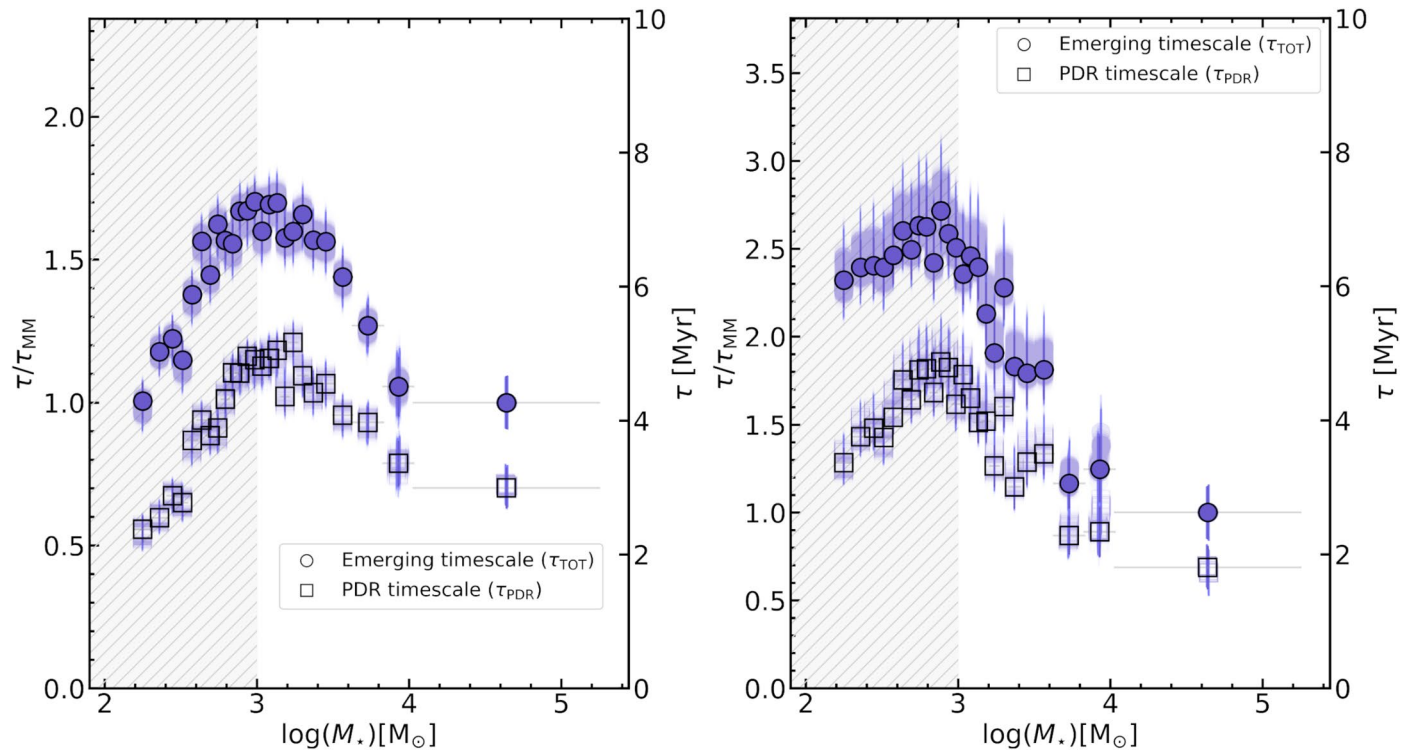 2.0
1.5
1.0
0.5
0.0
τ/τMM
10
8
6
4
2
0
τ [Myr]
2 3 4 5
log(M⋆)[M⊙]
Emerging timescale (τTOT)
PDR timescale (τPDR)
3.5
3.0
2.5
2.0
1.5
1.0
0.5
0.0
τ/τMM
10
8
6
4
2
0
τ [Myr]
2 3 4 5
log(M⋆)[M⊙]
Emerging timescale (τTOT)
PDR timescale (τPDR)